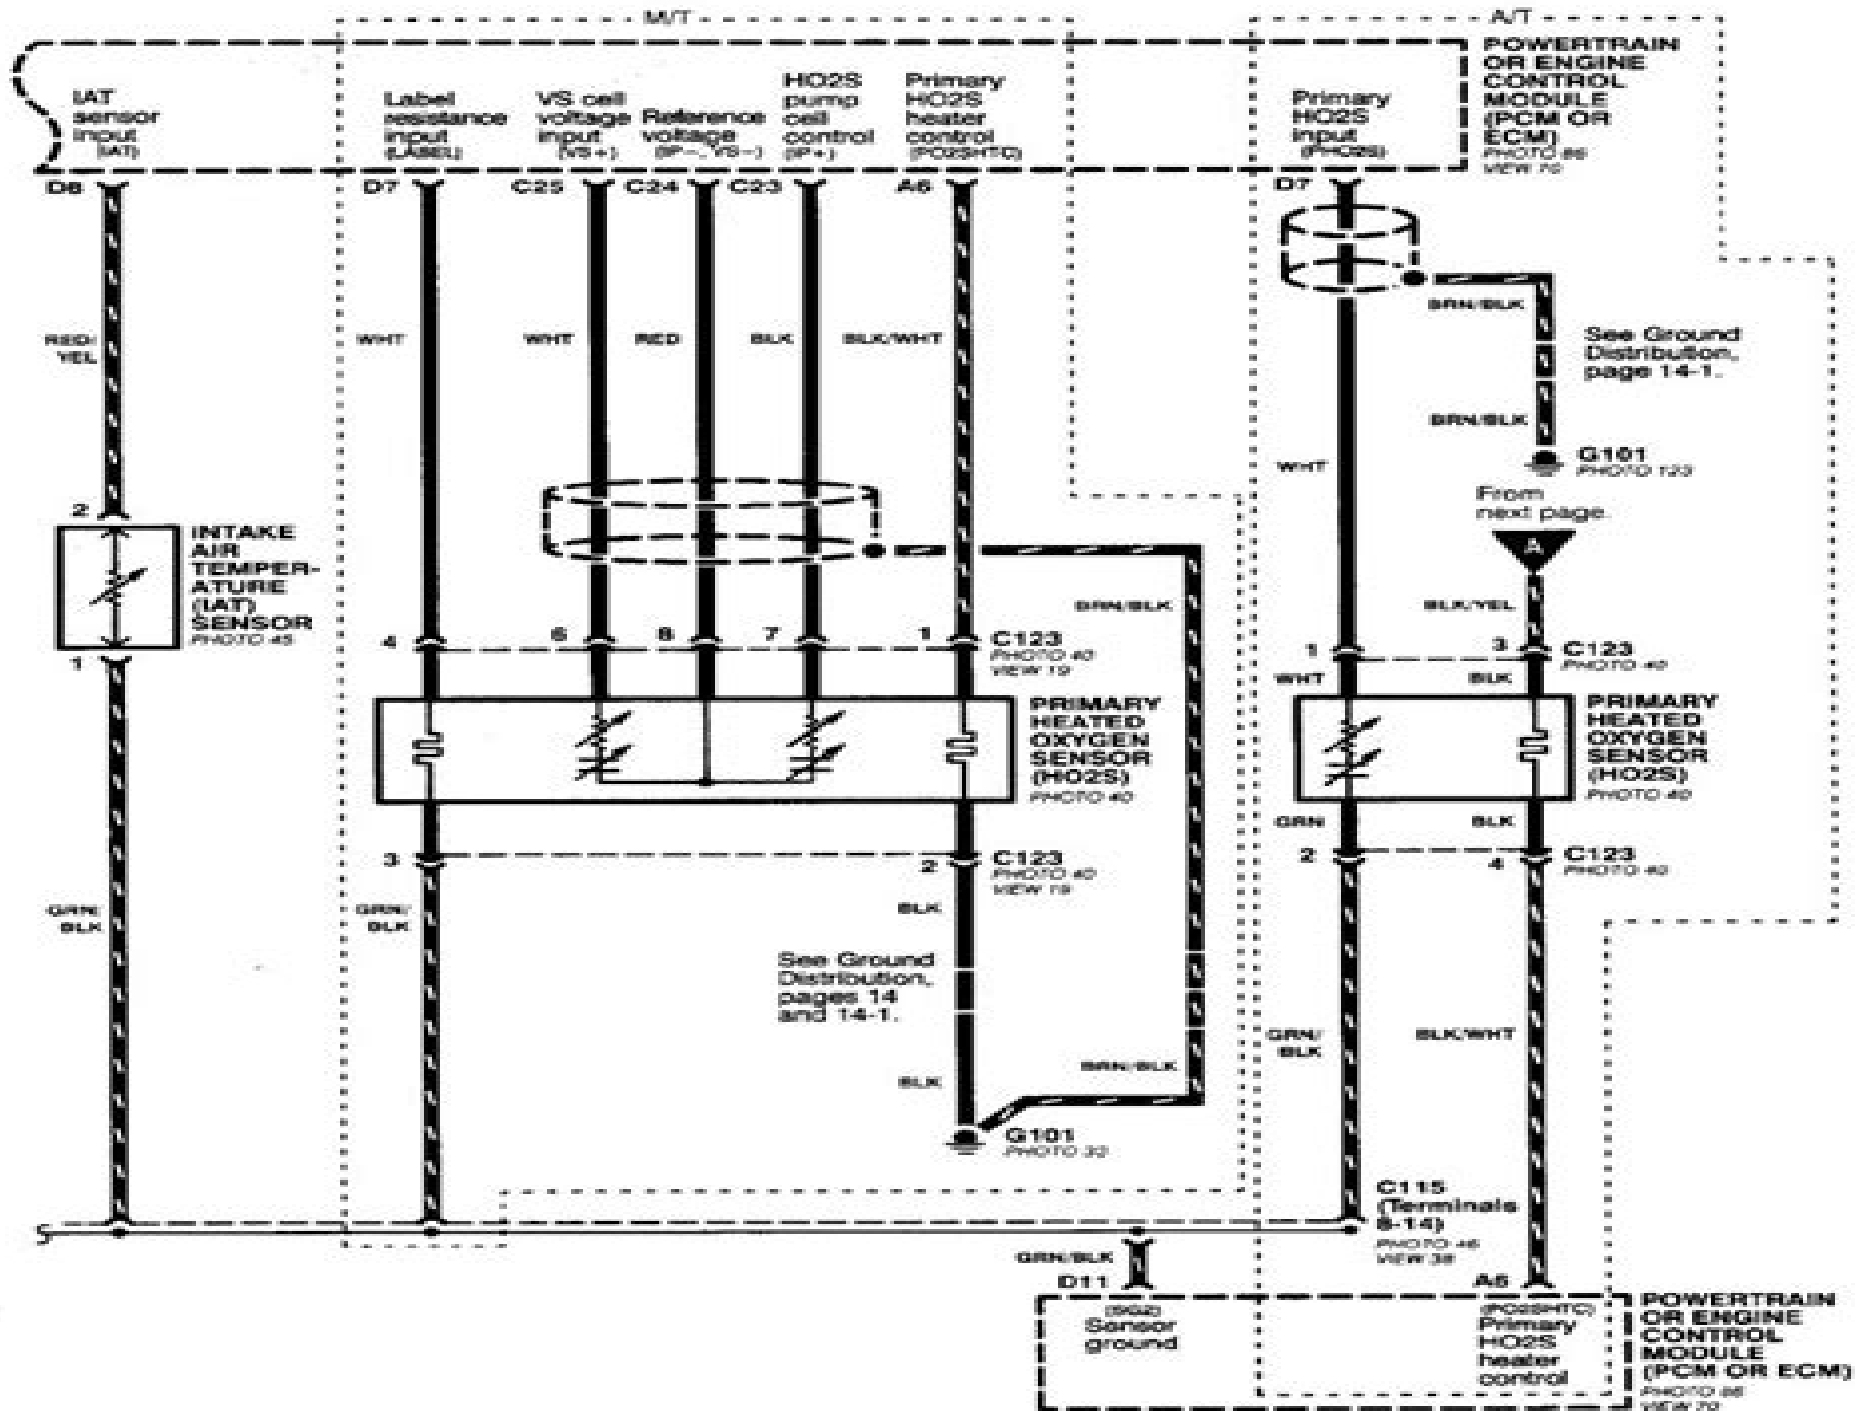 M/T
A/T
IAT
sensor
input
(IAT)
Label
resistance
input
(LABEL)
VS cell
voltage
input
(VS+)
Reference
voltage
(IP-, VS-)
HO2S
pump
cell
control
(IP+)
Primary
HO2S
heater
control
(PO2SHTC)
Primary
HO2S
input
(PHO2S)
POWERTRAIN
OR ENGINE
CONTROL
MODULE
(PCM OR
ECM)
PHOTO
VIEW 70
D8
D7
C25
C24
C23
A6
D7
BRN/BLK
RED/
YEL
WHT
WHT
RED
BLK
BLK/WHT
See Ground
Distribution,
page 14-1.
BRN/BLK
G101
PHOTO 123
WHT
From
next page.
A
2
INTAKE
AIR
TEMPER-
ATURE
(IAT)
SENSOR
PHOTO 45
1
BRN/BLK
BLK/YEL
4
6
8
7
1
C123
PHOTO 40
VIEW 19
1
3
C123
PHOTO 40
WHT
BLK
PRIMARY
HEATED
OXYGEN
SENSOR
(HO2S)
PHOTO 40
PRIMARY
HEATED
OXYGEN
SENSOR
(HO2S)
PHOTO 40
GRN
BLK
3
2
C123
PHOTO 40
VIEW 19
2
4
C123
PHOTO 40
GRN/
BLK
GRN/
BLK
BLK
See Ground
Distribution,
pages 14
and 14-1.
GRN/
BLK
BLK/WHT
BLK
BRN/BLK
G101
PHOTO 32
C115
(Terminals
8-14)
PHOTO 46
VIEW 38
GRN/BLK
D11
A6
(SG2)
Sensor
ground
(PO2SHTC)
Primary
HO2S
heater
control
POWERTRAIN
OR ENGINE
CONTROL
MODULE
(PCM OR ECM)
PHOTO
VIEW 70